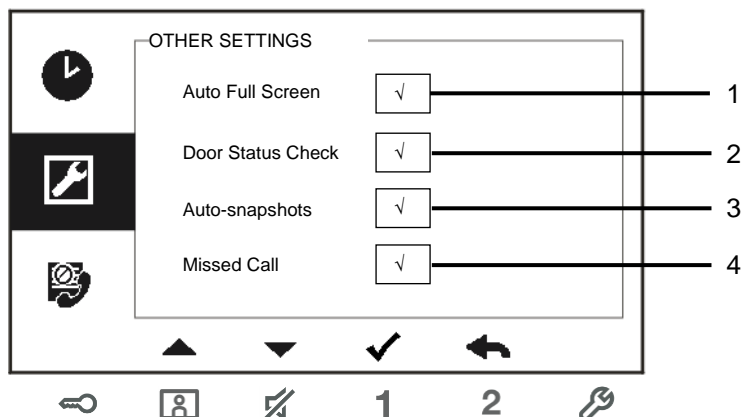 OTHER SETTINGS
Auto Full Screen √ 1
Door Status Check √ 2
Auto-snapshots √ 3
Missed Call √ 4
1 2